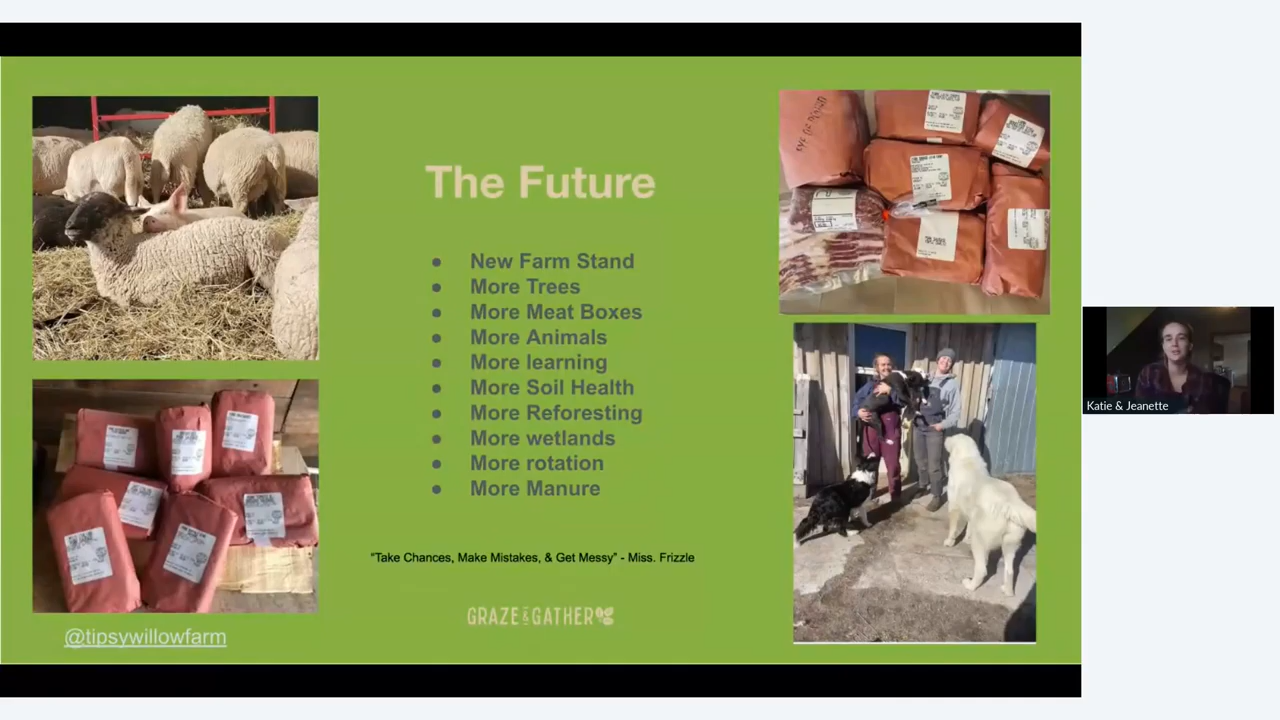 The Future
● New Farm Stand
● More Trees
● More Meat Boxes
● More Animals
● More learning
● More Soil Health
● More Reforesting
● More wetlands
● More rotation
● More Manure
“Take Chances, Make Mistakes, & Get Messy” - Miss. Frizzle
GRAZE & GATHER
@tipsywillowfarm
Katie & Jeanette